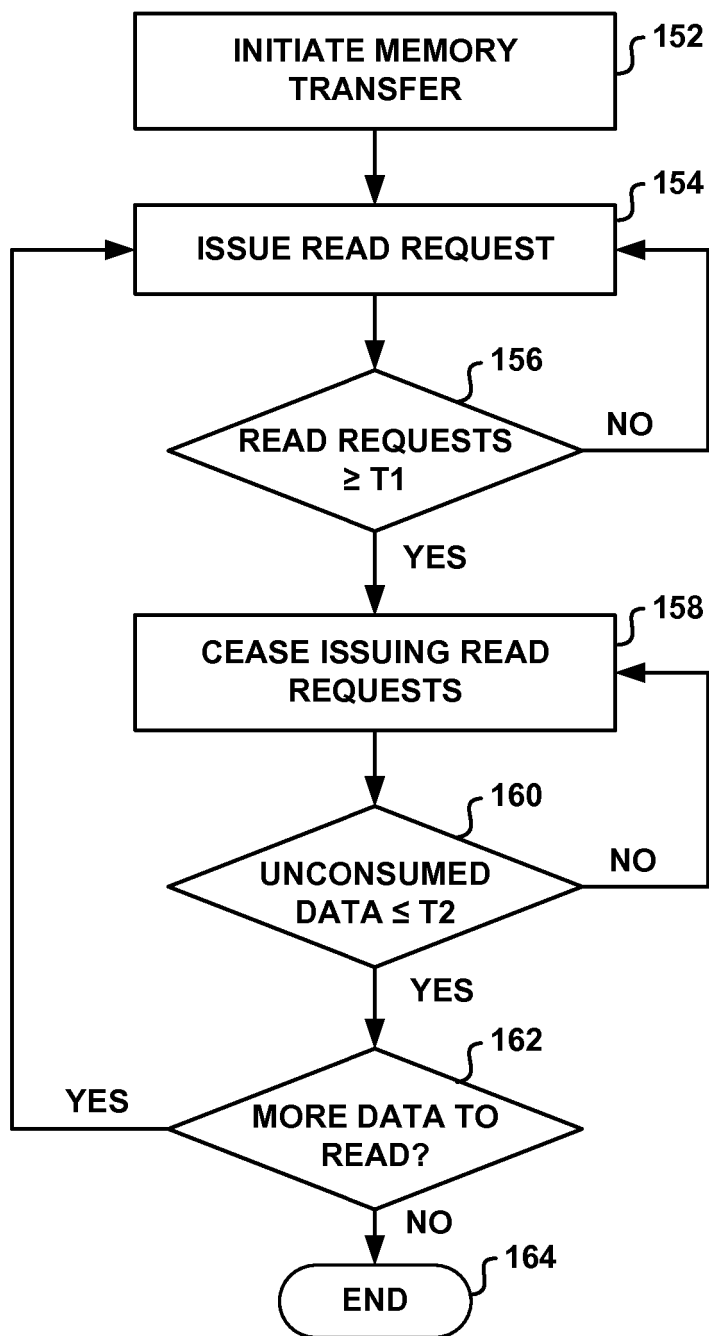 INITIATE MEMORY
TRANSFER
152
ISSUE READ REQUEST
154
READ REQUESTS
≥ T1
156
NO
YES
CEASE ISSUING READ
REQUESTS
158
UNCONSUMED
DATA ≤ T2
160
NO
YES
MORE DATA TO
READ?
162
YES
NO
END
164